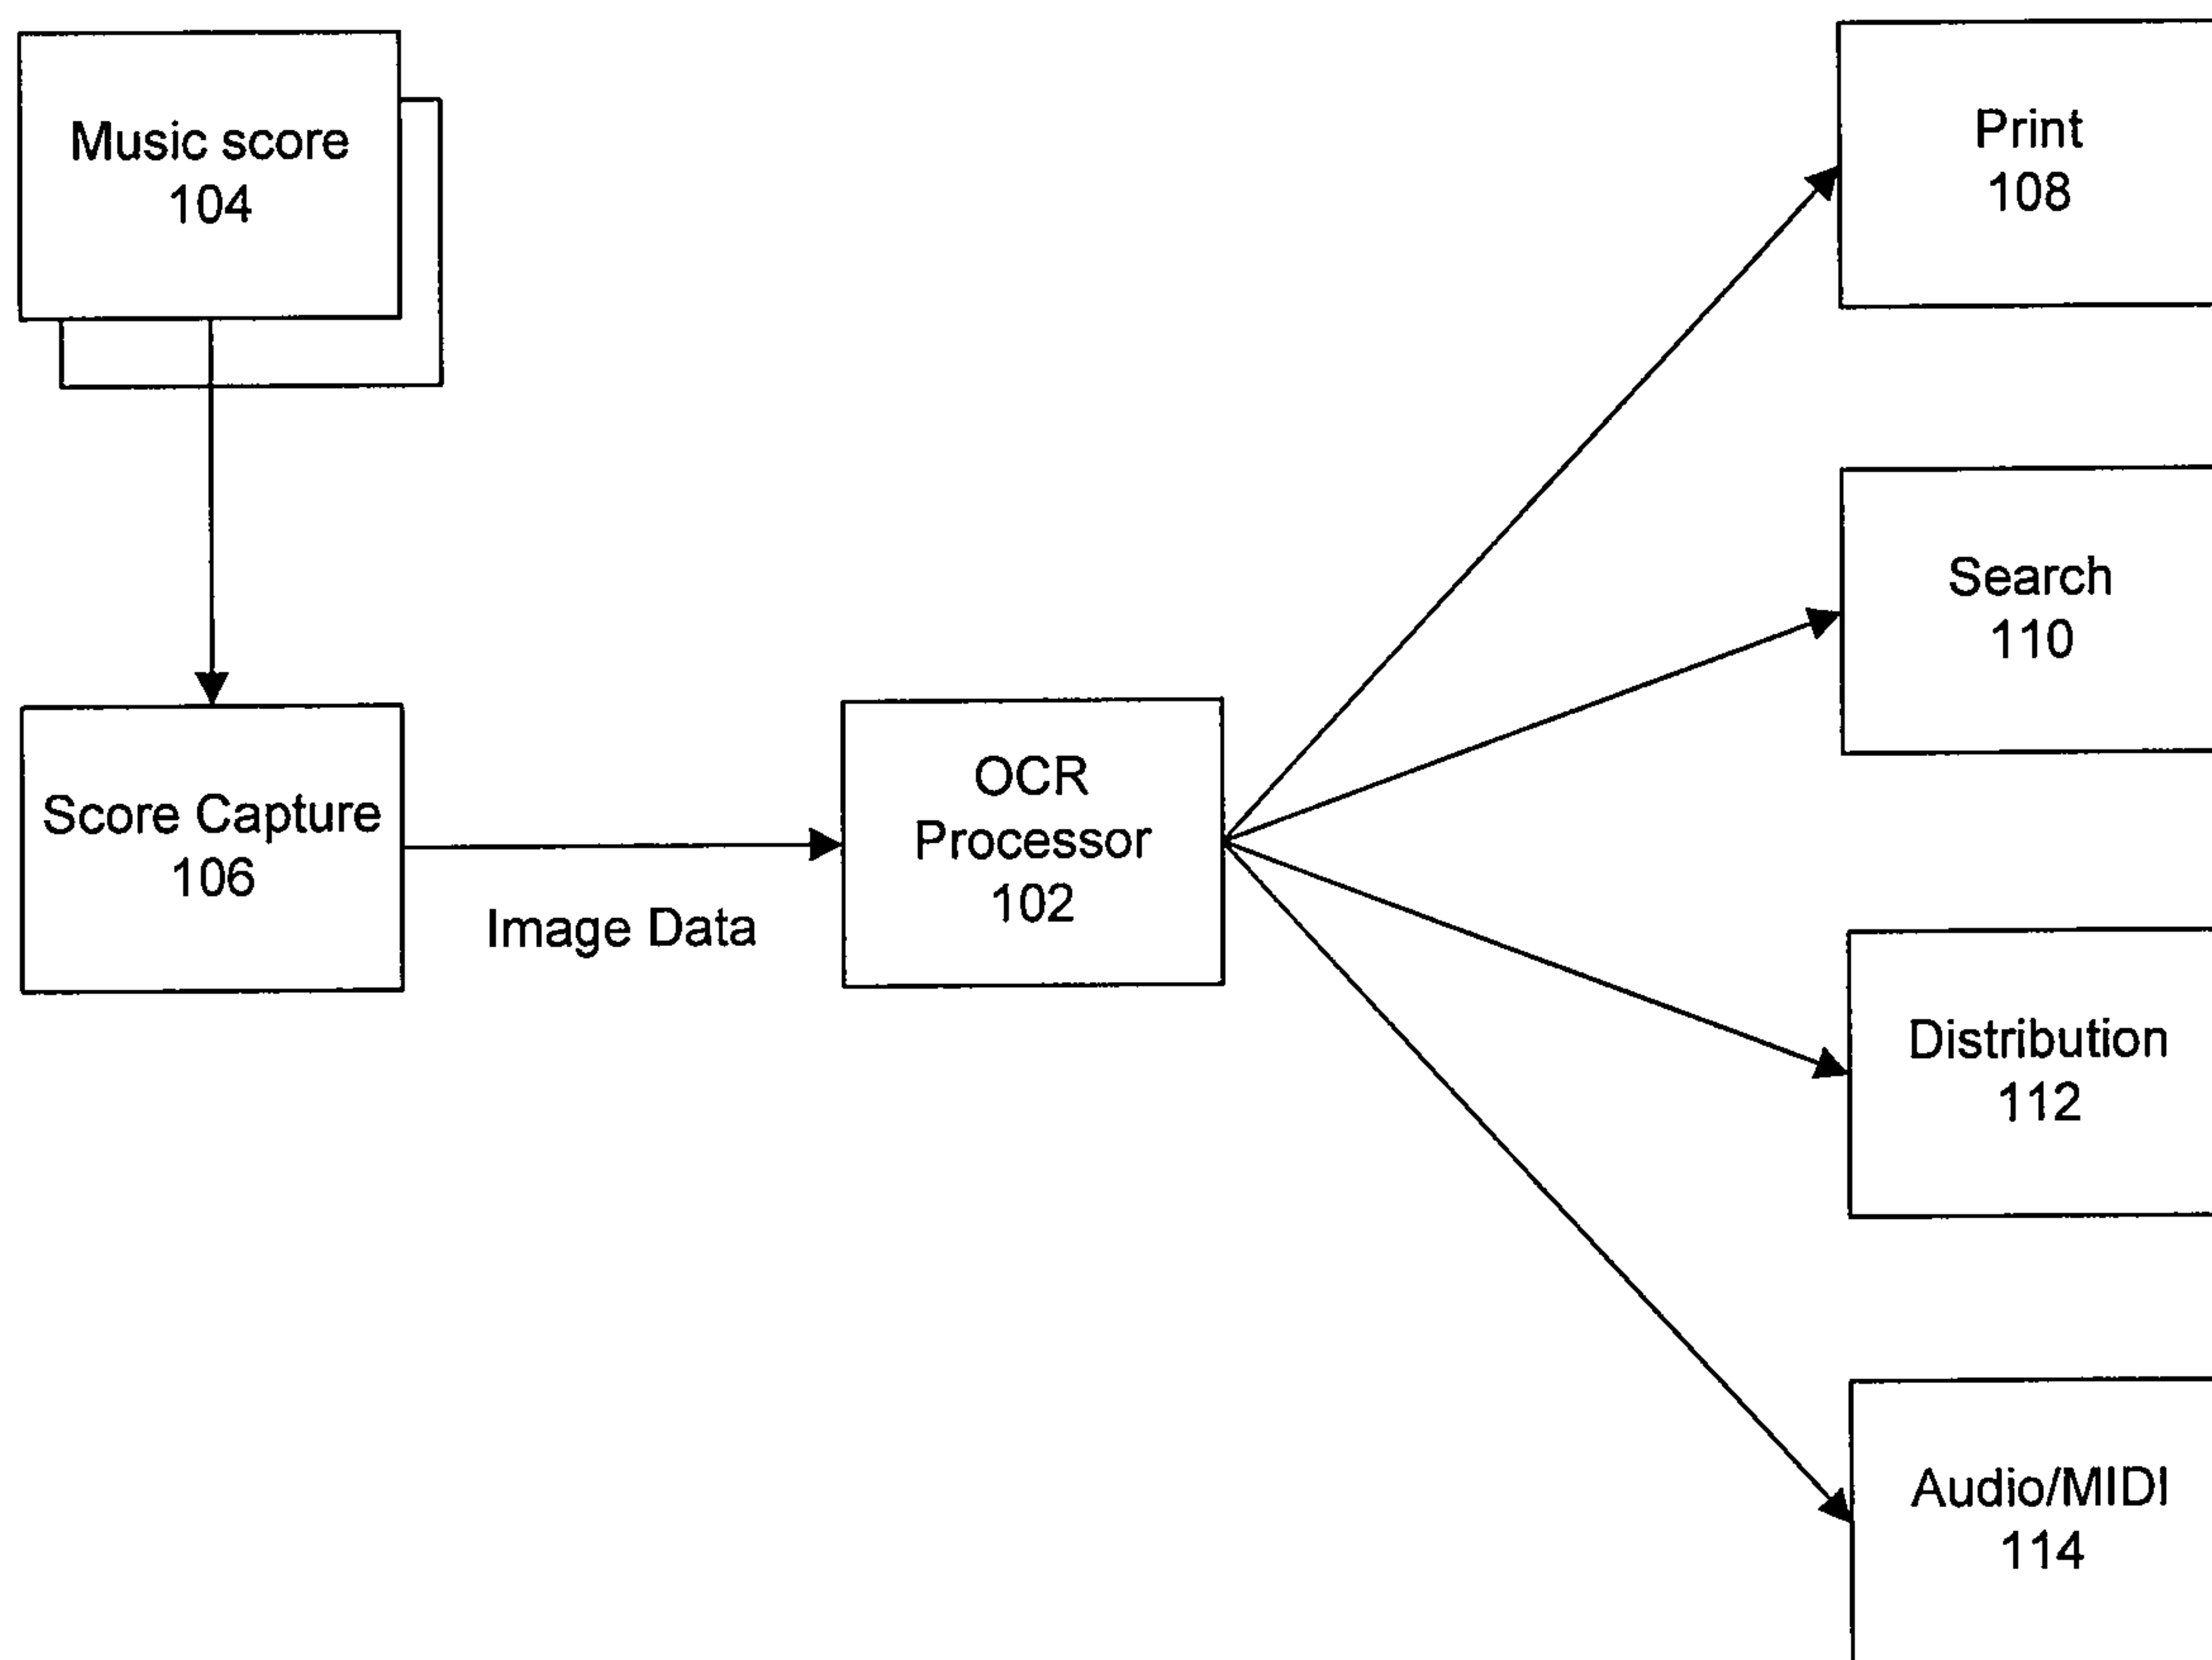 Music score
104
Score Capture
106
Image Data
OCR
Processor
102
Print
108
Search
110
Distribution
112
Audio/MIDI
114